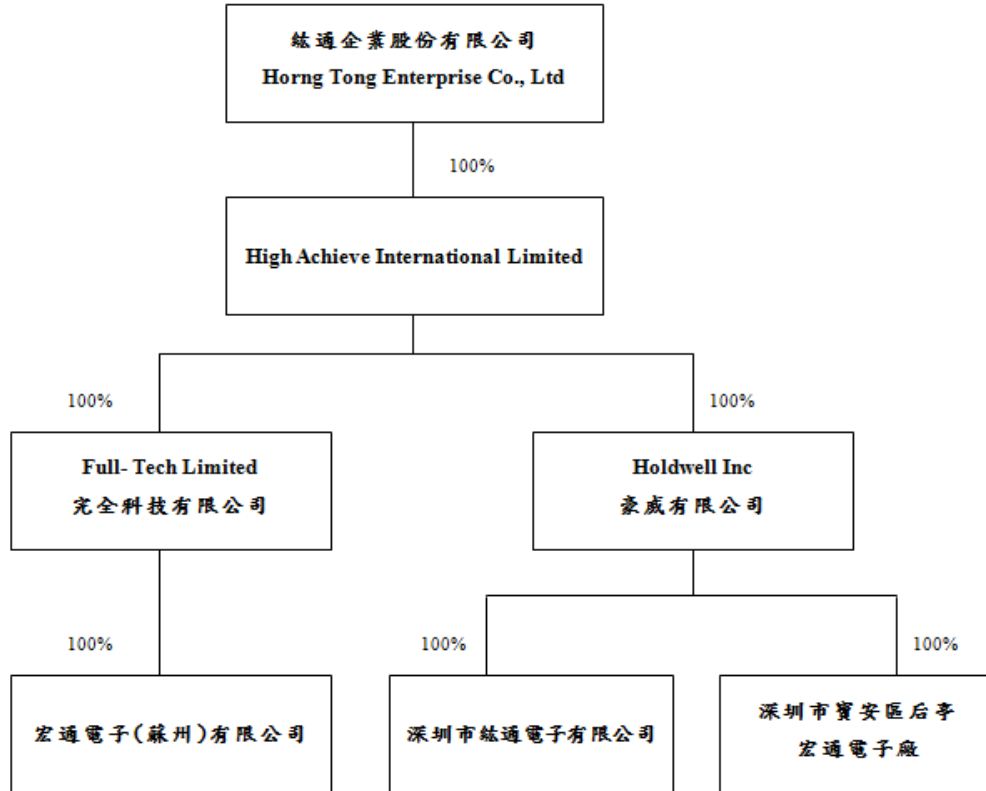 紘通企業股份有限公司
Horng Tong Enterprise Co., Ltd
100%
High Achieve International Limited
100%
100%
Full- Tech Limited
完全科技有限公司
Holdwell Inc
豪威有限公司
100%
100%
100%
宏通電子(蘇州)有限公司
深圳市紘通電子有限公司
深圳市寶安區后亭
宏通電子廠